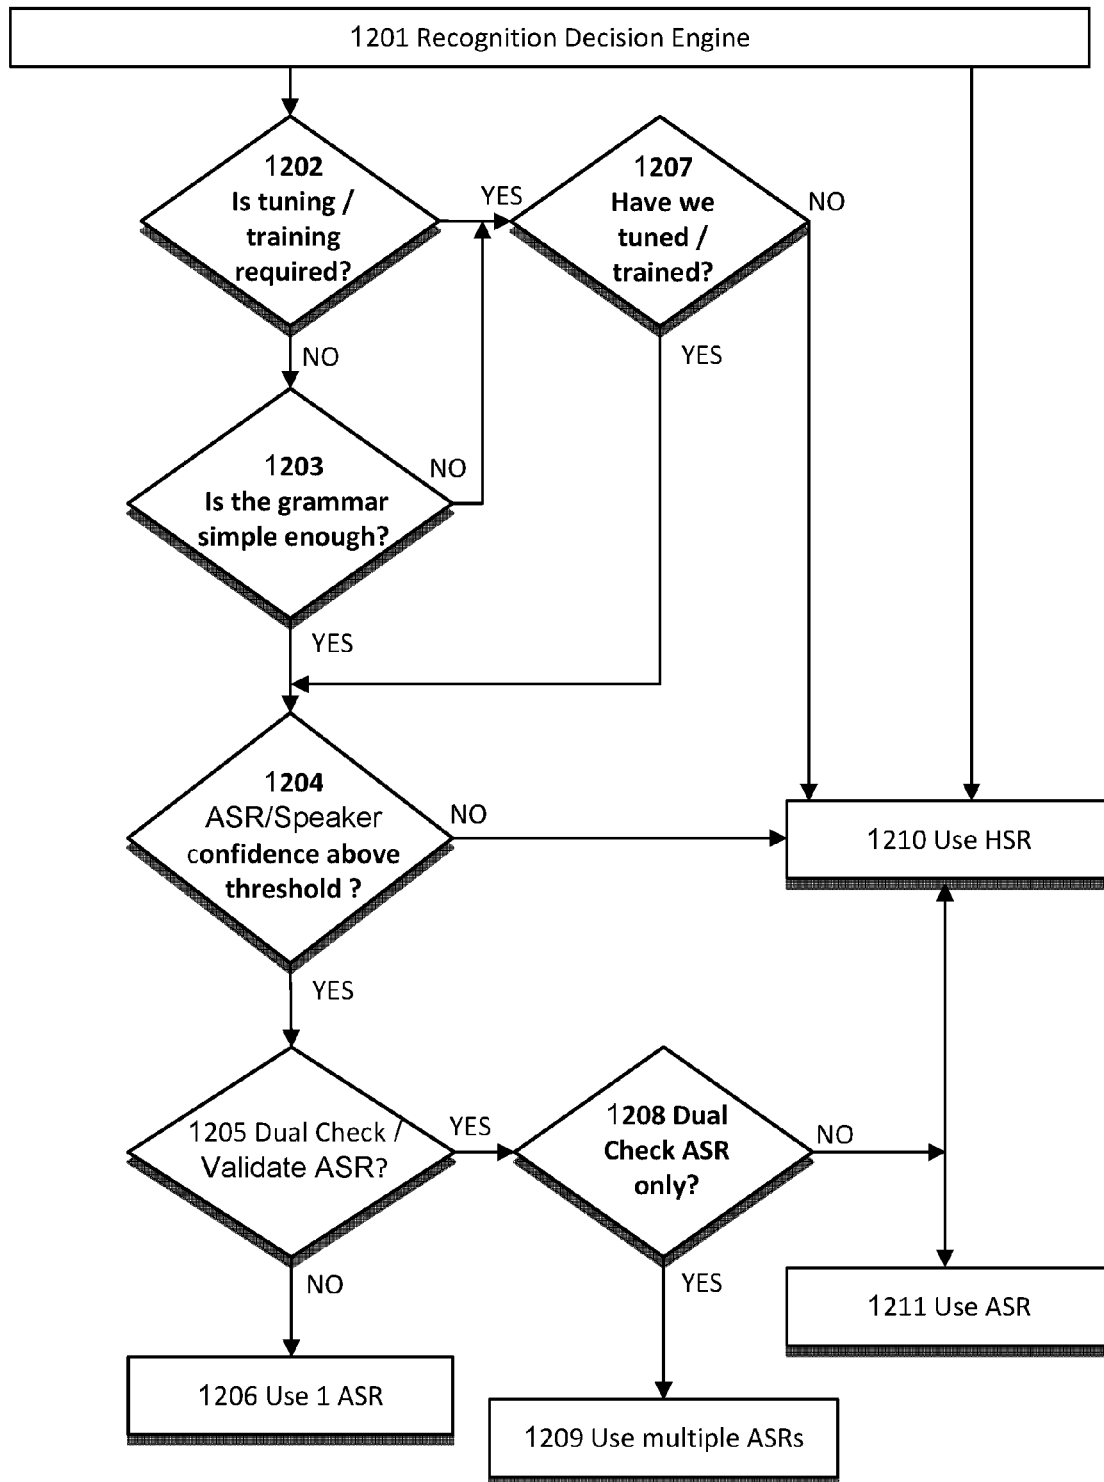 1201 Recognition Decision Engine
1202
Is tuning /
training
required?
YES
1207
Have we
tuned /
trained?
NO
NO
YES
1203
Is the grammar
simple enough?
NO
YES
1204
ASR/Speaker
confidence above
threshold ?
NO
1210 Use HSR
YES
1205 Dual Check /
Validate ASR?
YES
1208 Dual
Check ASR
only?
NO
NO
YES
1211 Use ASR
1206 Use 1 ASR
1209 Use multiple ASRs